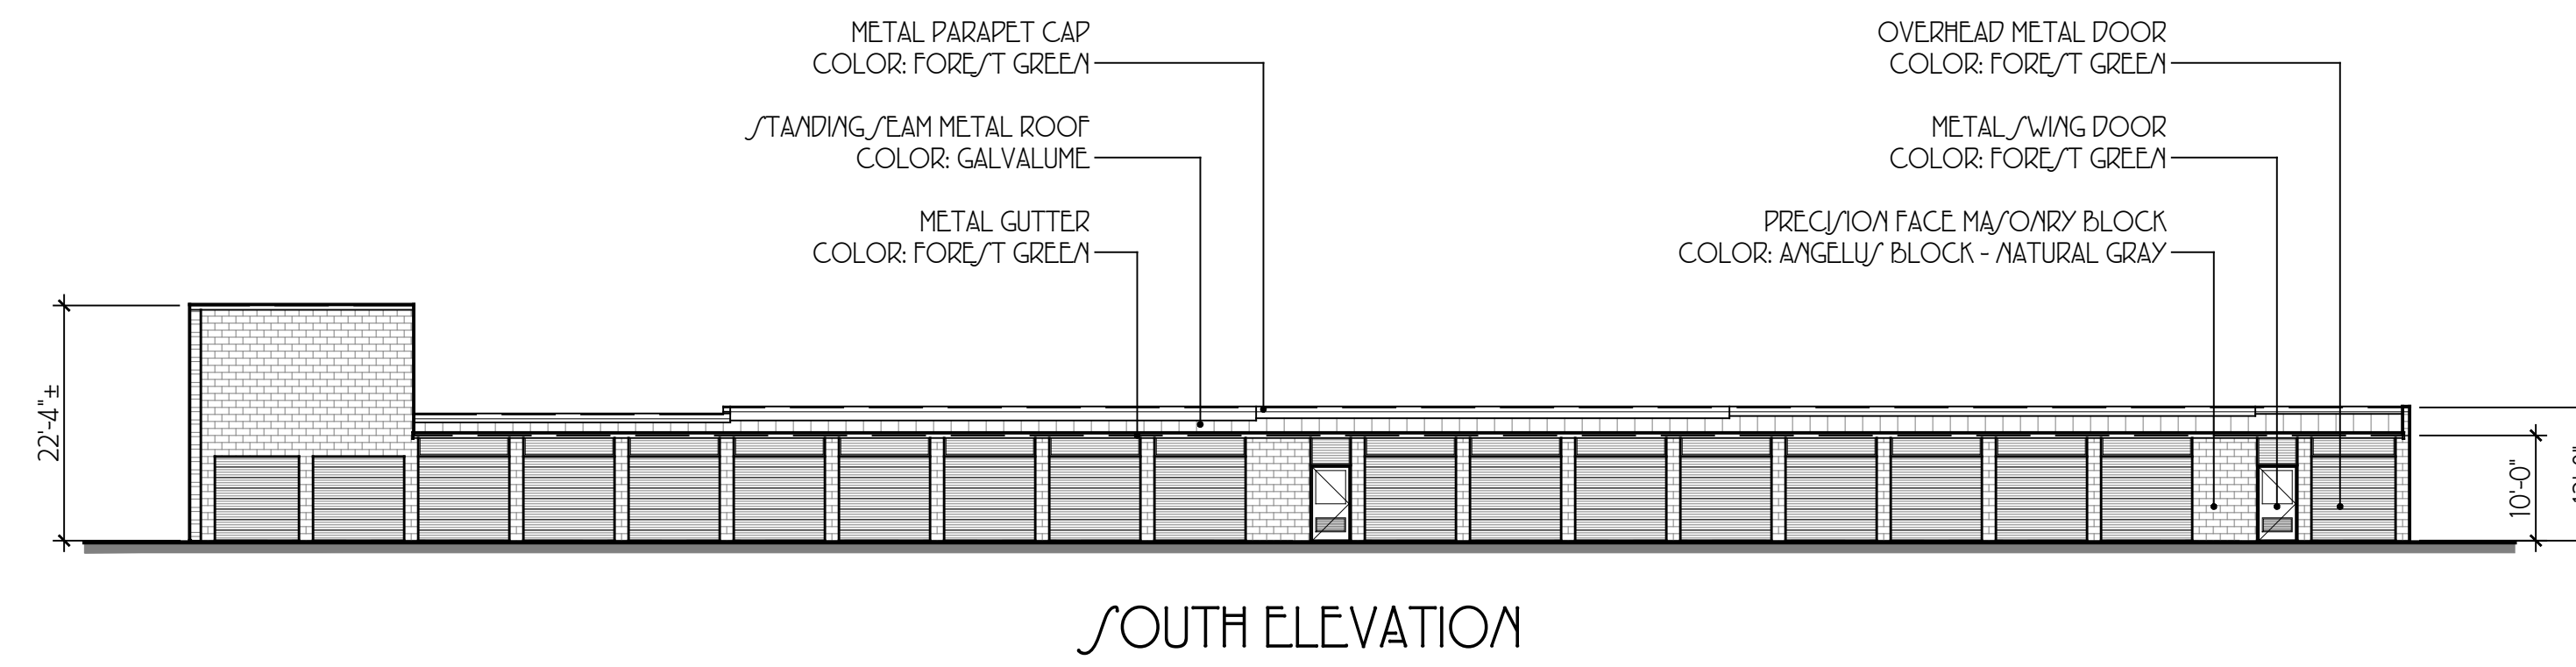 METAL PARAPET CAP
COLOR: FOREST GREEN
STANDING SEAM METAL ROOF
COLOR: GALVALUME
METAL GUTTER
COLOR: FOREST GREEN
OVERHEAD METAL DOOR
COLOR: FOREST GREEN
METAL SWING DOOR
COLOR: FOREST GREEN
PRECISION FACE MASONRY BLOCK
COLOR: ANGELUS BLOCK - NATURAL GRAY
22'-4"±
10'-0"
SOUTH ELEVATION